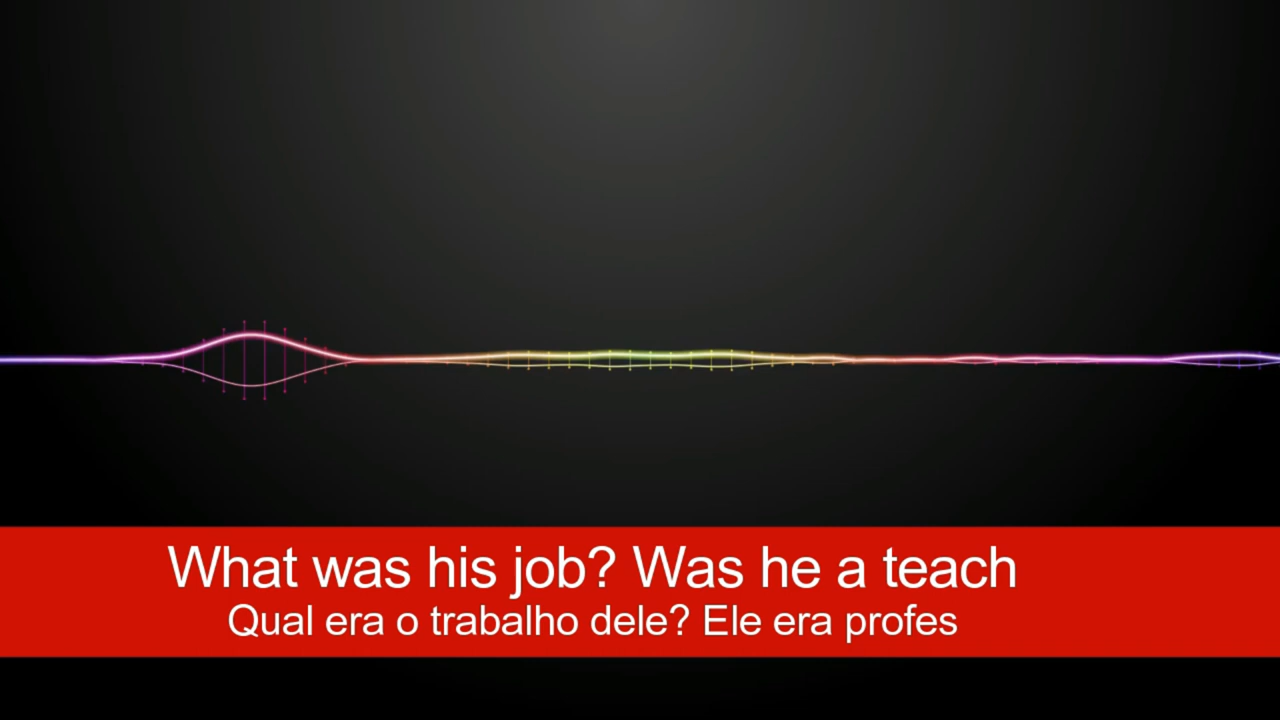 What was his job? Was he a teach
Qual era o trabalho dele? Ele era profes